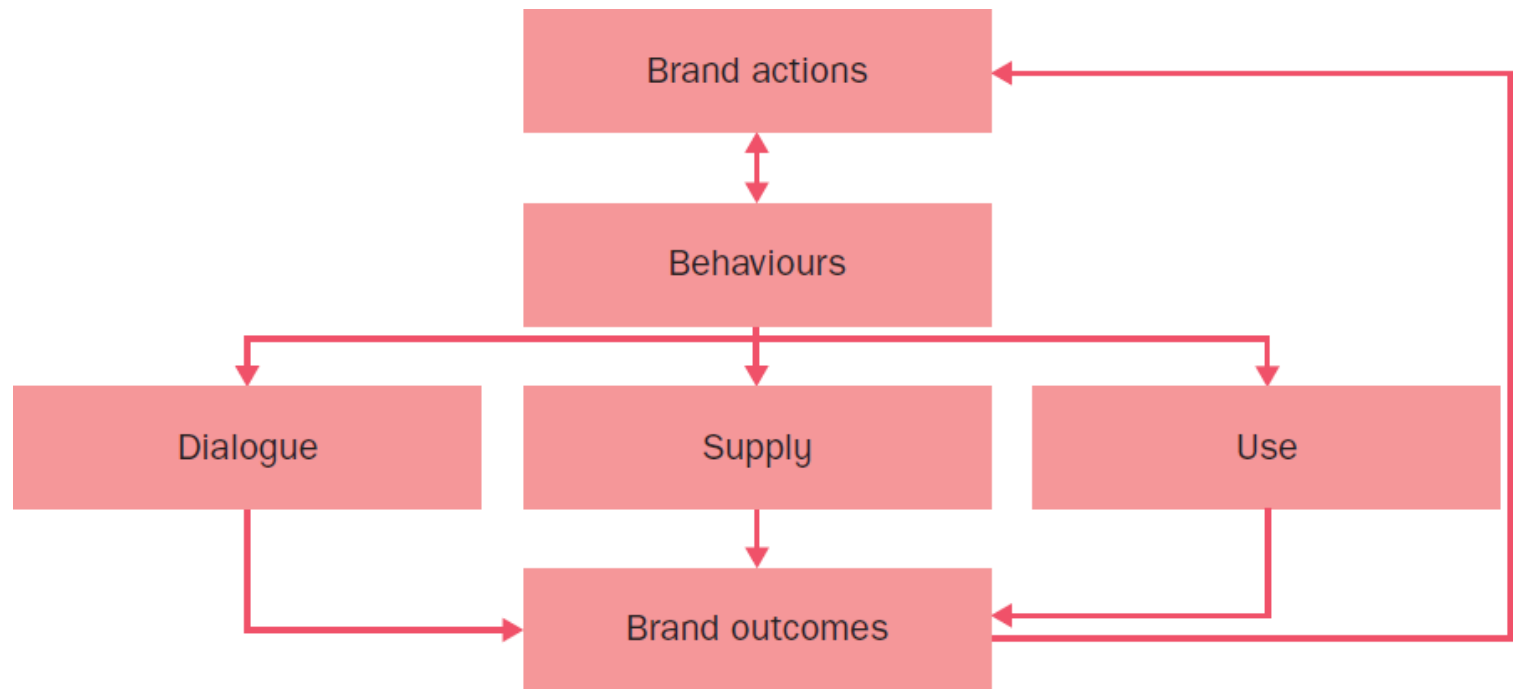 Brand actions
Behaviours
Dialogue
Supply
Use
Brand outcomes